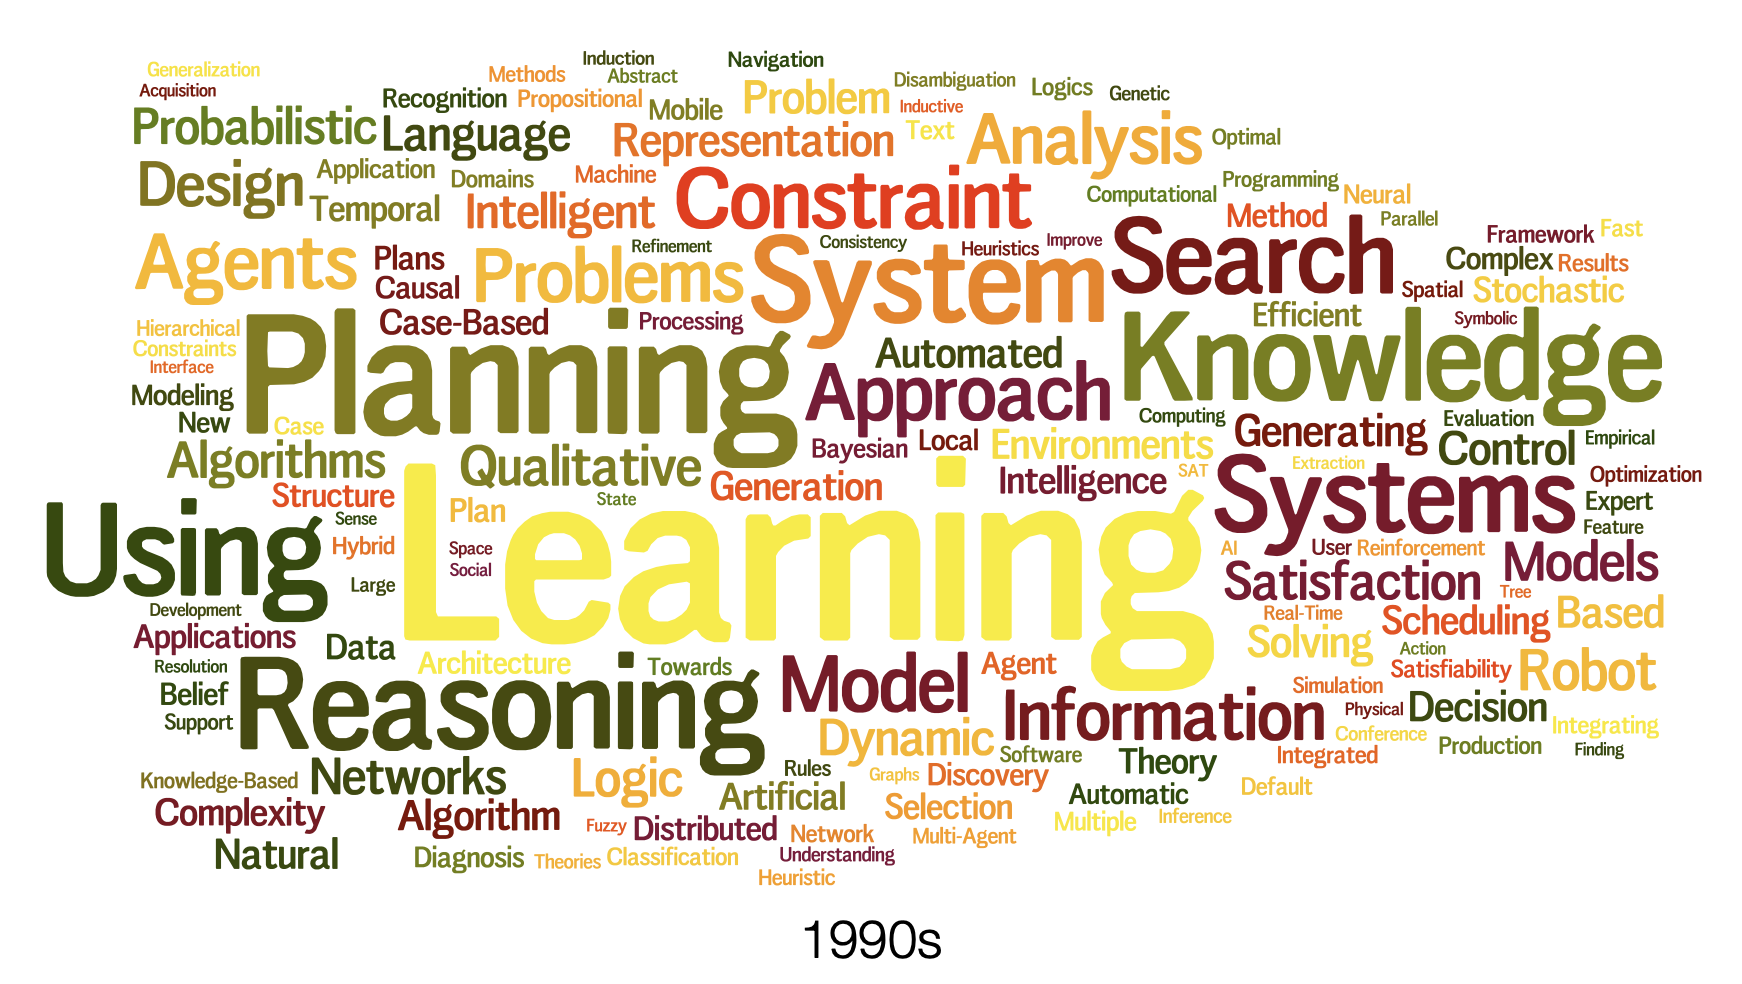 Generalization
Acquisition
Methods
Induction
Abstract
Navigation
Disambiguation
Logics
Genetic
Recognition
Propositional
Mobile
Problem
Inductive
Probabilistic
Language
Representation
Text
Analysis
Optimal
Design
Application
Domains
Machine
Constraint
Computational
Programming
Neural
Temporal
Intelligent
Method
Parallel
Agents
Plans
Causal
Problems
Refinement
System
Consistency
Heuristics
Improve
Search
Framework
Fast
Complex
Results
Spatial
Stochastic
Hierarchical
Constraints
Interface
Case-Based
Processing
Planning
Automated
Efficient
Symbolic
Knowledge
Modeling
New
Case
Approach
Computing
Evaluation
Algorithms
Qualitative
Bayesian
Local
Environments
Generating
Control
Empirical
Structure
Generation
Intelligence
SAT
Extraction
Optimization
Using
Sense
Plan
State
Learning
Systems
Expert
Feature
Hybrid
Space
Social
AI
User
Reinforcement
Models
Large
Satisfaction
Tree
Development
Applications
Data
Real-Time
Scheduling
Based
Resolution
Architecture
Towards
Agent
Solving
Action
Satisfiability
Robot
Belief
Support
Reasoning
Model
Information
Simulation
Physical
Decision
Dynamic
Conference
Integrating
Knowledge-Based
Networks
Logic
Rules
Software
Theory
Integrated
Production
Finding
Graphs
Discovery
Complexity
Algorithm
Artificial
Selection
Automatic
Default
Fuzzy
Distributed
Network
Multi-Agent
Multiple
Inference
Natural
Diagnosis
Theories
Classification
Understanding
Heuristic
1990s